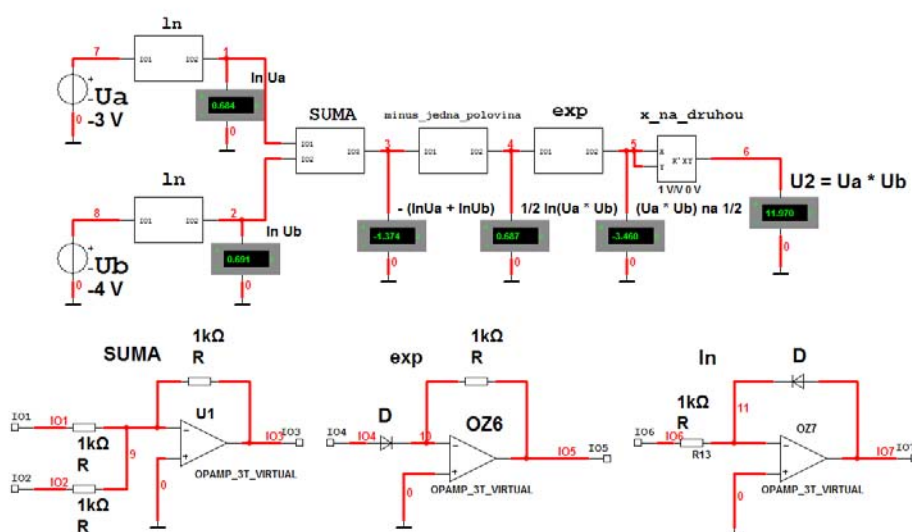 ln
7
IO1
IO2
1
ln Ua
Ua
-3 V
0
0.684
0
SUMA
minus_jedna_polovina
exp
x_na_druhou
IO1
IO2
IO3
3
IO1
IO2
4
IO1
IO2
5
X
Y
6
1 V/V 0 V
U2 = Ua * Ub
11.970
0
ln
8
IO1
IO2
2
ln Ub
Ub
-4 V
0
0.691
0
- (lnUa + lnUb)
1/2 ln(Ua * Ub)
(Ua * Ub) na 1/2
-1.374
0.687
-3.460
0
0
0
SUMA
1kΩ
R
IO1
IO1
1kΩ
R
9
U1
IO3
IO3
IO2
IO2
1kΩ
R
0
OPAMP_3T_VIRTUAL
exp
1kΩ
R
D
IO4
IO4
10
OZ6
IO5
IO5
0
OPAMP_3T_VIRTUAL
ln
D
11
1kΩ
R
IO6
IO6
R13
OZ7
IO7
0
OPAMP_3T_VIRTUAL